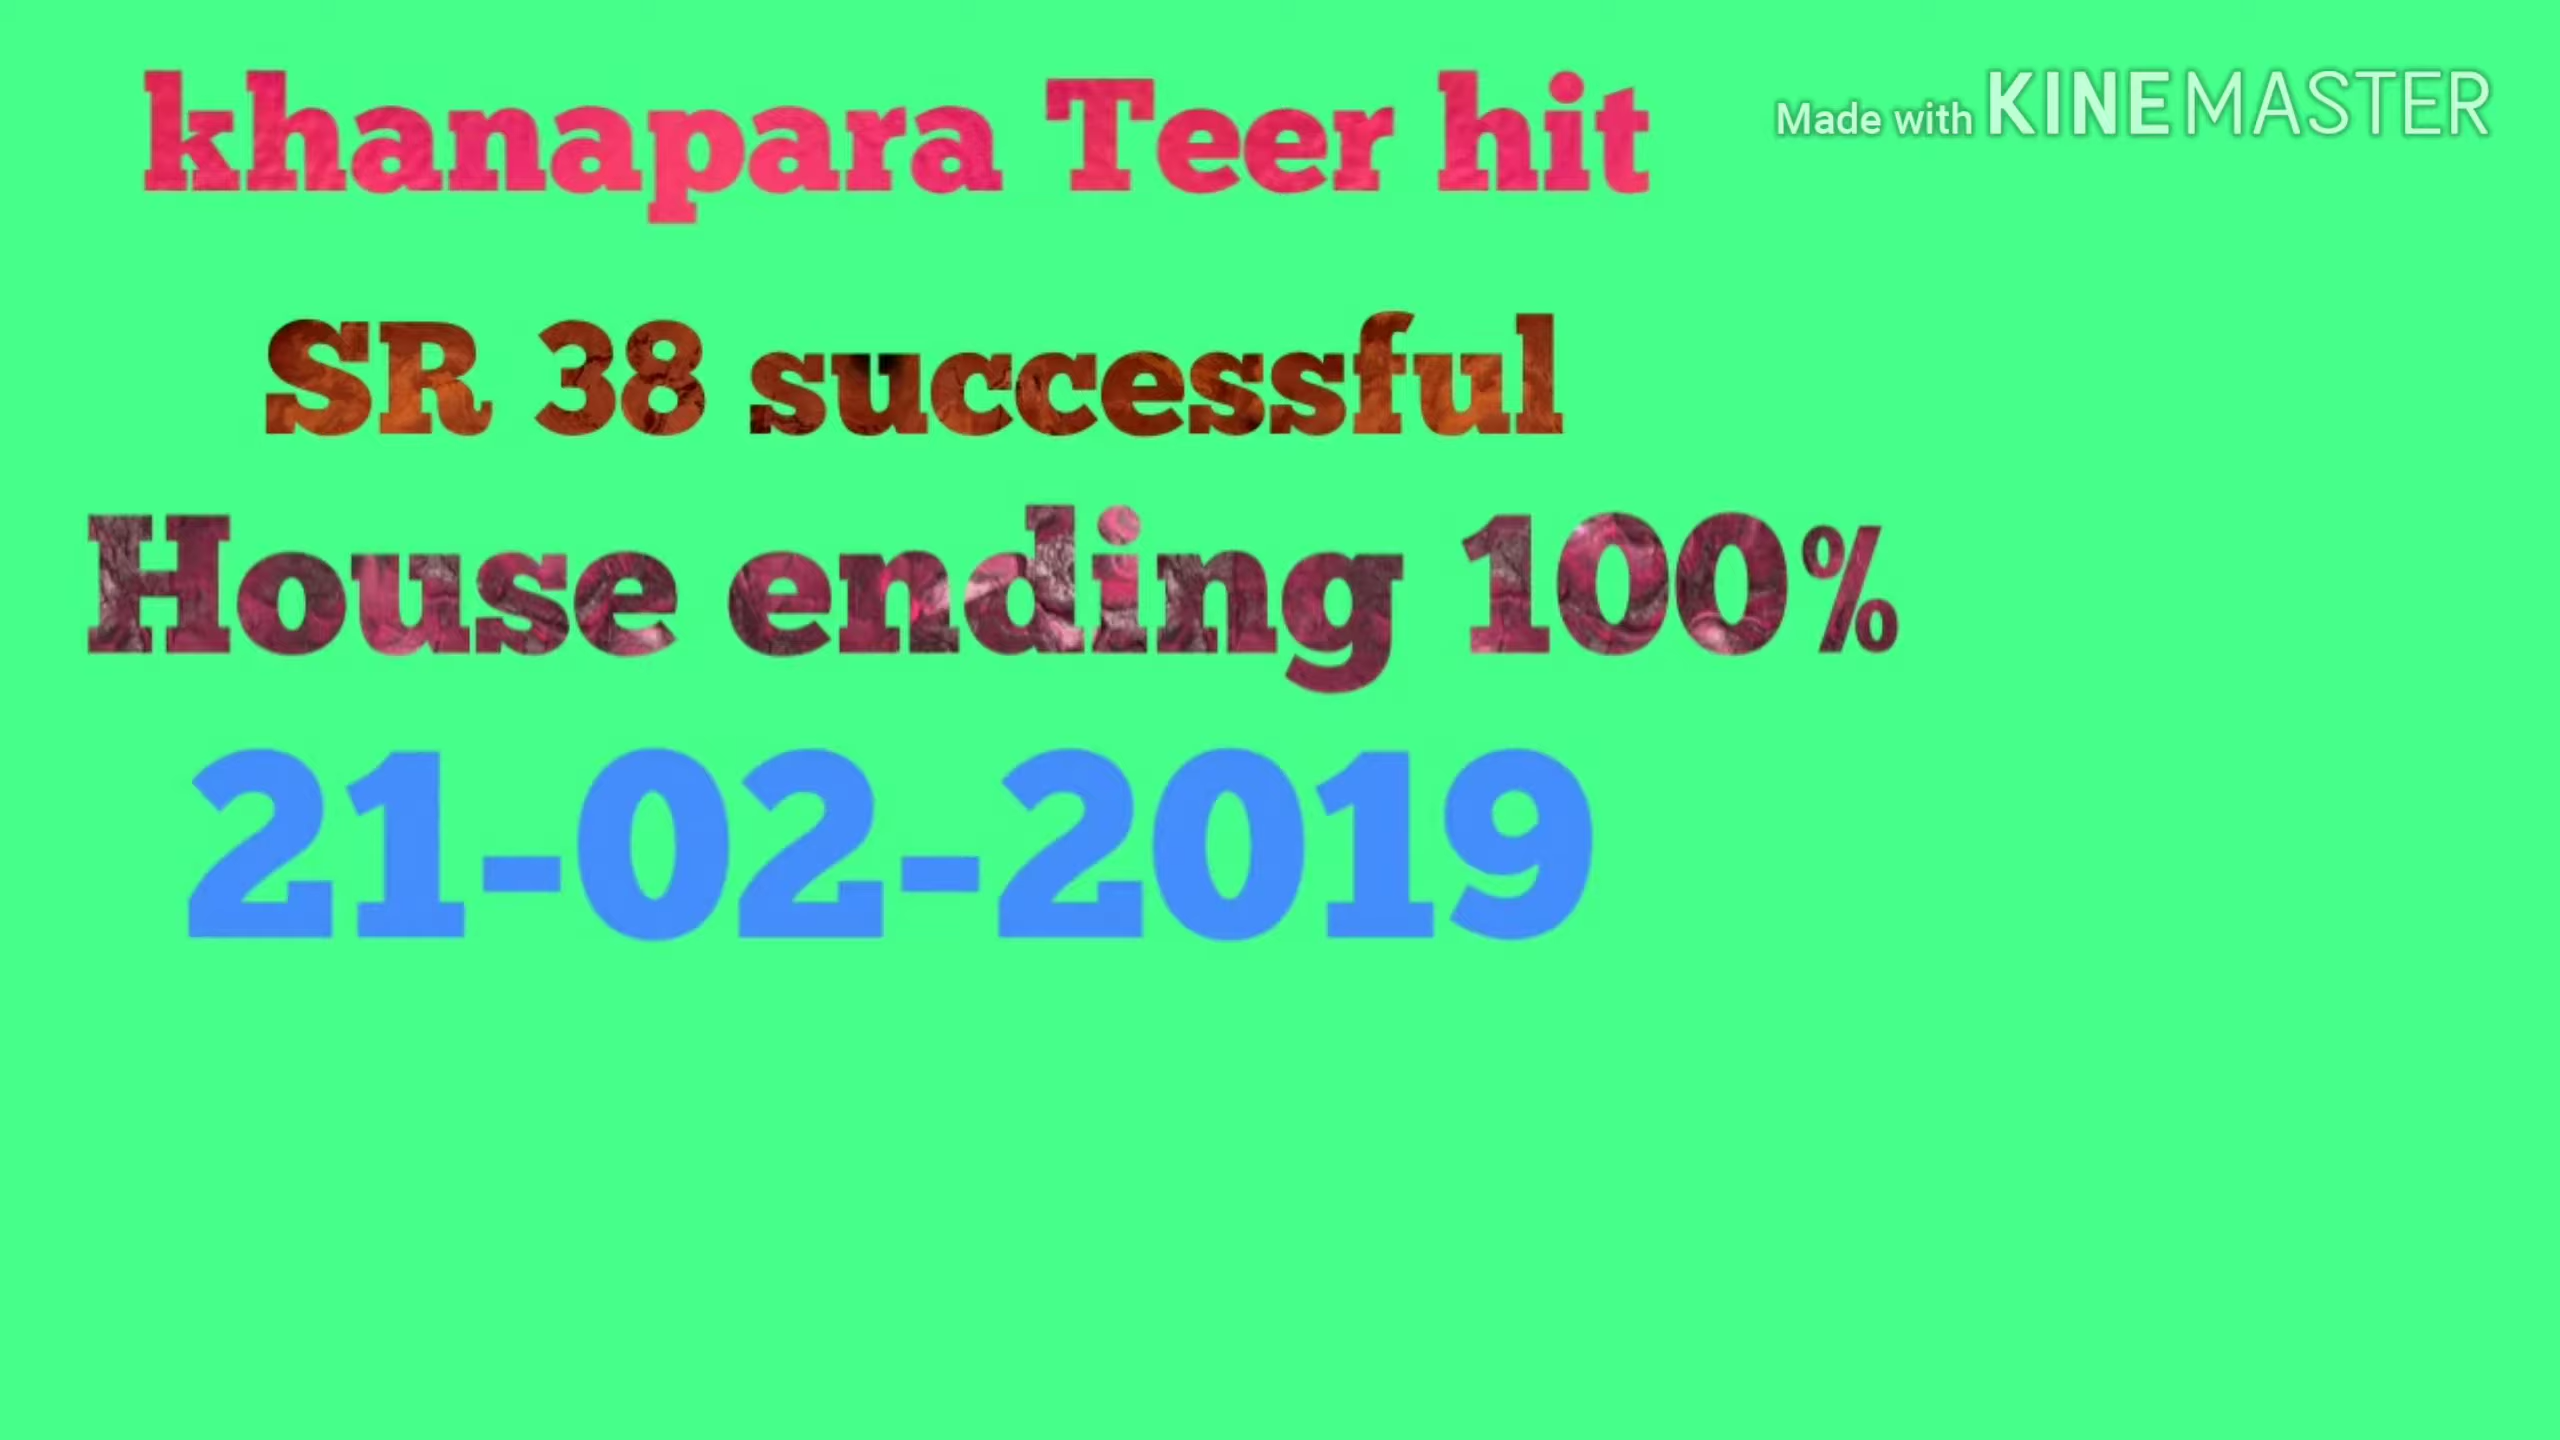 khanapara Teer hit
Made with KINEMASTER
SR 38 successful
House ending 100%
21-02-2019